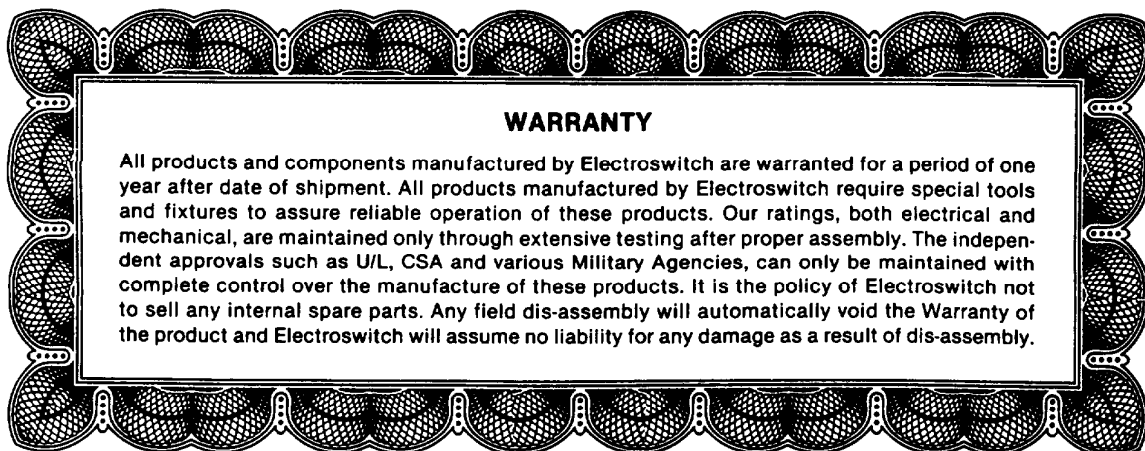 WARRANTY
All products and components manufactured by Electroswitch are warranted for a period of one
year after date of shipment. All products manufactured by Electroswitch require special tools
and fixtures to assure reliable operation of these products. Our ratings, both electrical and
mechanical, are maintained only through extensive testing after proper assembly. The indepen-
dent approvals such as U/L, CSA and various Military Agencies, can only be maintained with
complete control over the manufacture of these products. It is the policy of Electroswitch not
to sell any internal spare parts. Any field dis-assembly will automatically void the Warranty of
the product and Electroswitch will assume no liability for any damage as a result of dis-assembly.